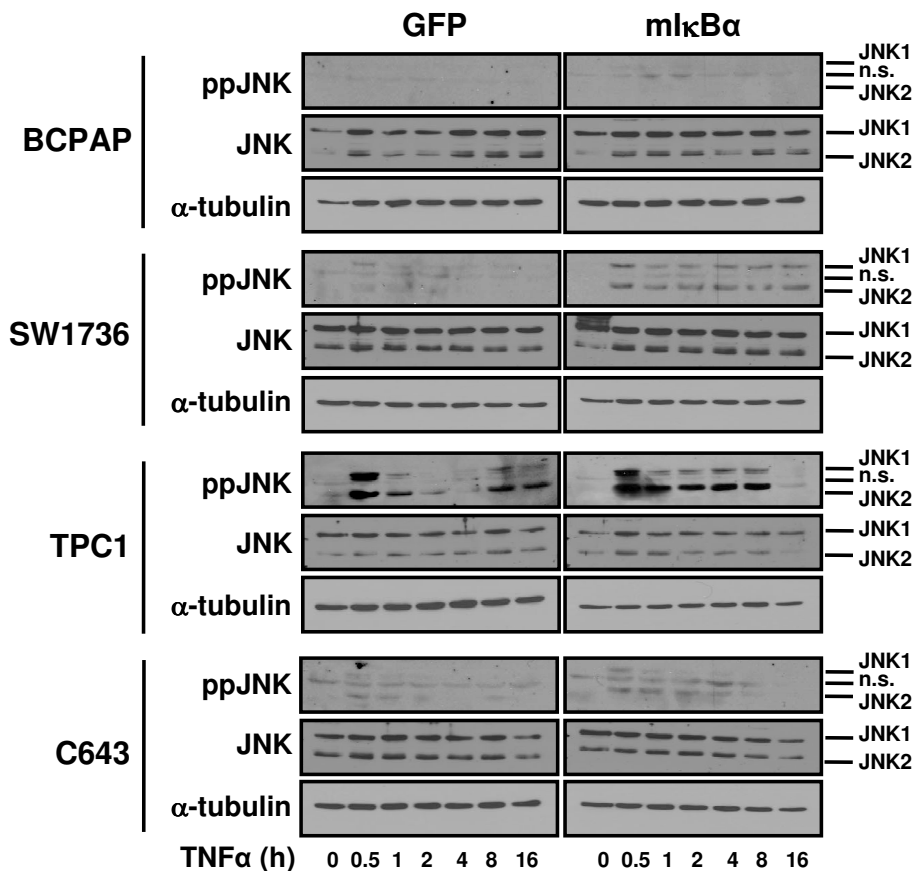 GFP mIκBα
BCPAP
ppJNK
JNK1
n.s.
JNK2
JNK
JNK1
JNK2
α-tubulin
SW1736
ppJNK
JNK1
n.s.
JNK2
JNK
JNK1
JNK2
α-tubulin
TPC1
ppJNK
JNK1
n.s.
JNK2
JNK
JNK1
JNK2
α-tubulin
C643
ppJNK
JNK1
n.s.
JNK2
JNK
JNK1
JNK2
α-tubulin
TNFα (h) 0 0.5 1 2 4 8 16 0 0.5 1 2 4 8 16